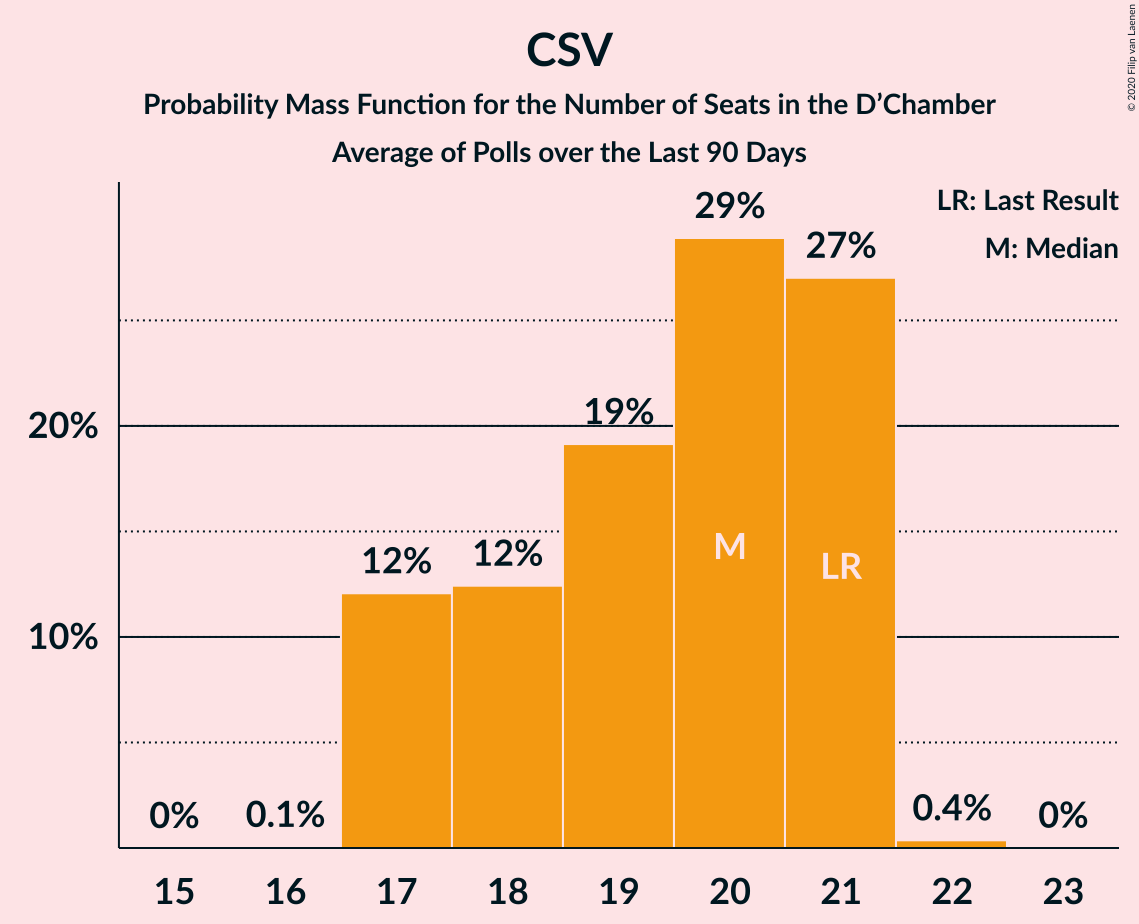 CSV
Probability Mass Function for the Number of Seats in the D’Chamber
Average of Polls over the Last 90 Days
© 2020 Filip van Laenen
LR: Last Result
M: Median
29%
27%
20%
19%
12%
12%
M
LR
10%
0%
0.1%
0.4%
0%
15 16 17 18 19 20 21 22 23